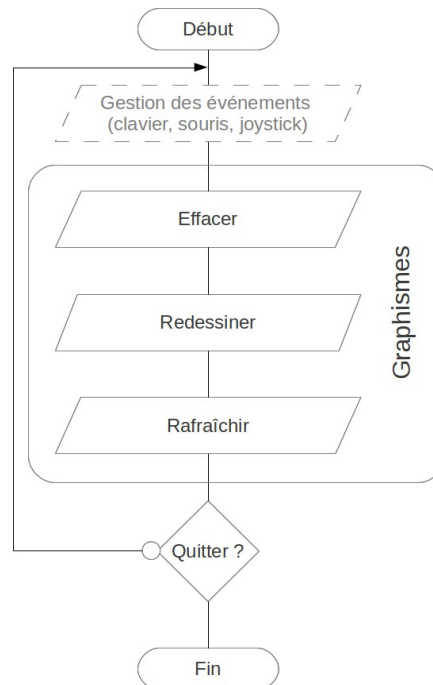 Début
Gestion des événements
(clavier, souris, joystick)
Effacer
Graphismes
Redessiner
Rafraîchir
Quitter ?
Fin